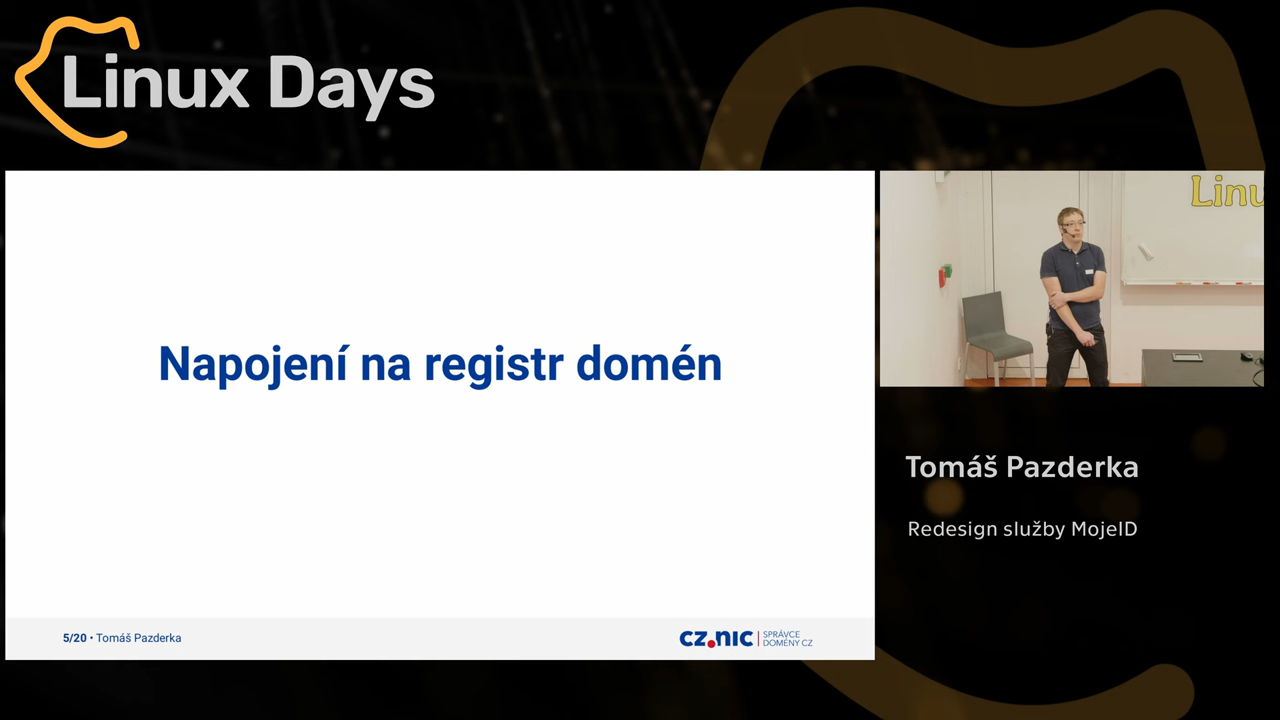 Linux Days
Napojení na registr domén
5/20 • Tomáš Pazderka
CZ.NIC
SPRÁVCE
DOMÉNY CZ
Linu
Tomáš Pazderka
Redesign služby MojeID